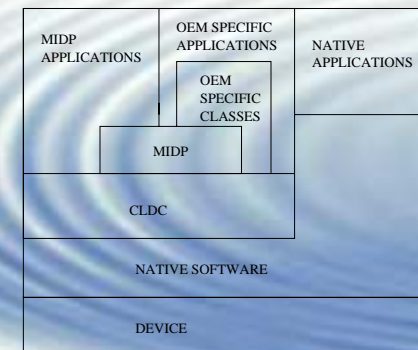 MIDP
APPLICATIONS
OEM SPECIFIC
APPLICATIONS
NATIVE
APPLICATIONS
OEM
SPECIFIC
CLASSES
MIDP
CLDC
NATIVE SOFTWARE
DEVICE